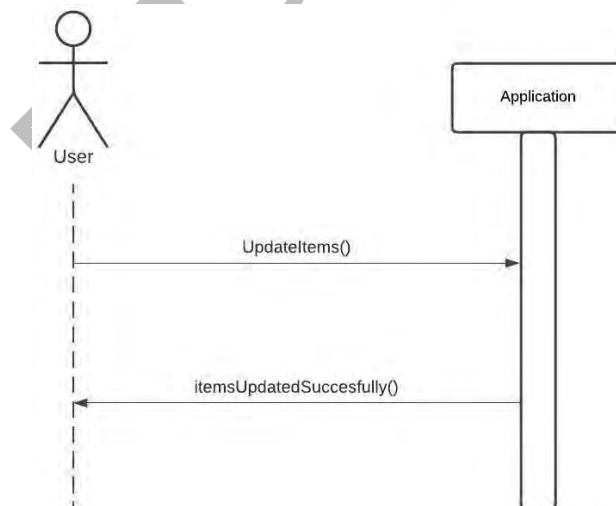 Application
User
UpdateItems()
itemsUpdatedSuccesfully()